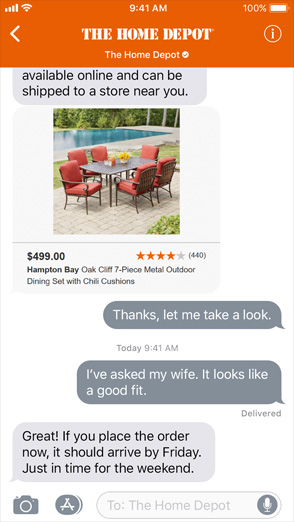 9:41 AM
100%
THE HOME DEPOT
The Home Depot
available online and can be
shipped to a store near you.
$499.00
(440)
Hampton Bay Oak Cliff 7-Piece Metal Outdoor
Dining Set with Chili Cushions
Thanks, let me take a look.
Today 9:41 AM
I’ve asked my wife. It looks like
a good fit.
Delivered
Great! If you place the order
now, it should arrive by Friday.
Just in time for the weekend.
To: The Home Depot